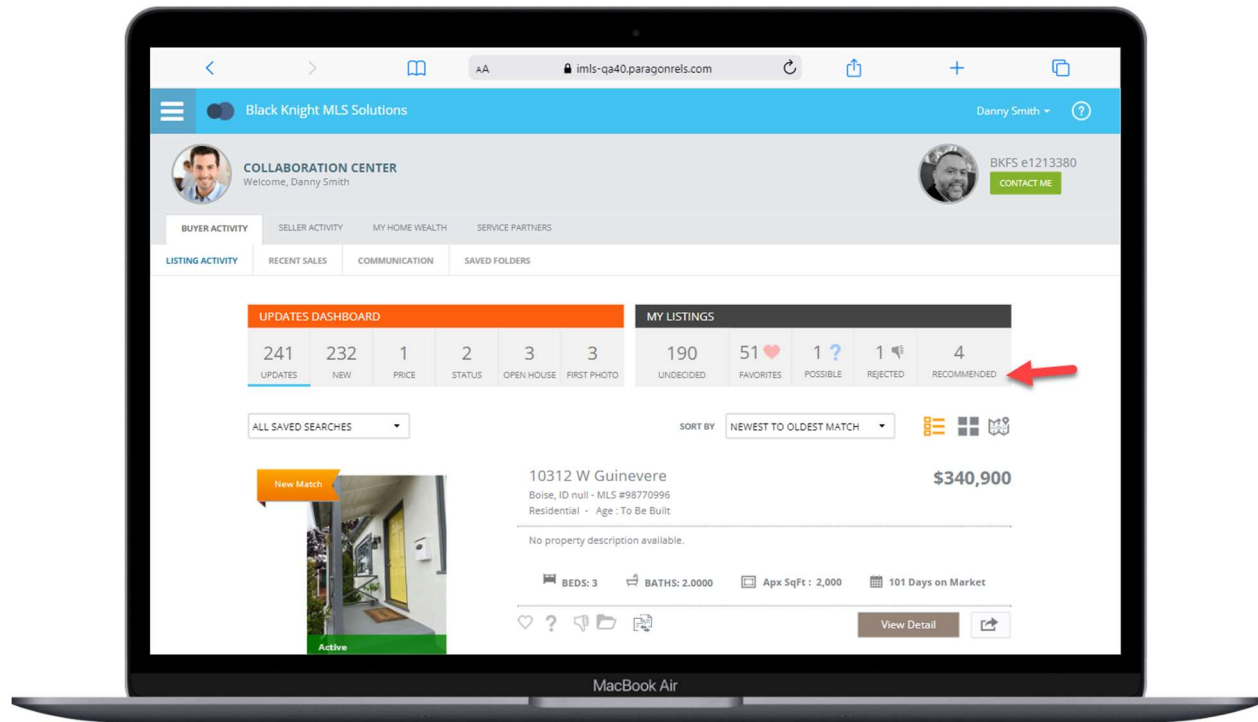 AA
imls-qa40.paragonrels.com
Black Knight MLS Solutions
Danny Smith
?
COLLABORATION CENTER
Welcome, Danny Smith
BKFS e1213380
CONTACT ME
BUYER ACTIVITY SELLER ACTIVITY MY HOME WEALTH SERVICE PARTNERS
LISTING ACTIVITY RECENT SALES COMMUNICATION SAVED FOLDERS
UPDATES DASHBOARD MY LISTINGS
241 232 1 2 3 3 190 51 1 ? 1 4
UPDATES NEW PRICE STATUS OPEN HOUSE FIRST PHOTO UNDECIDED FAVORITES POSSIBLE REJECTED RECOMMENDED
ALL SAVED SEARCHES SORT BY NEWEST TO OLDEST MATCH
New Match
10312 W Guinevere $340,900
Boise, ID null - MLS #98770996
Residential - Age : To Be Built
No property description available.
BEDS: 3 BATHS: 2.0000 Apx SqFt : 2,000 101 Days on Market
? View Detail
Active
MacBook Air